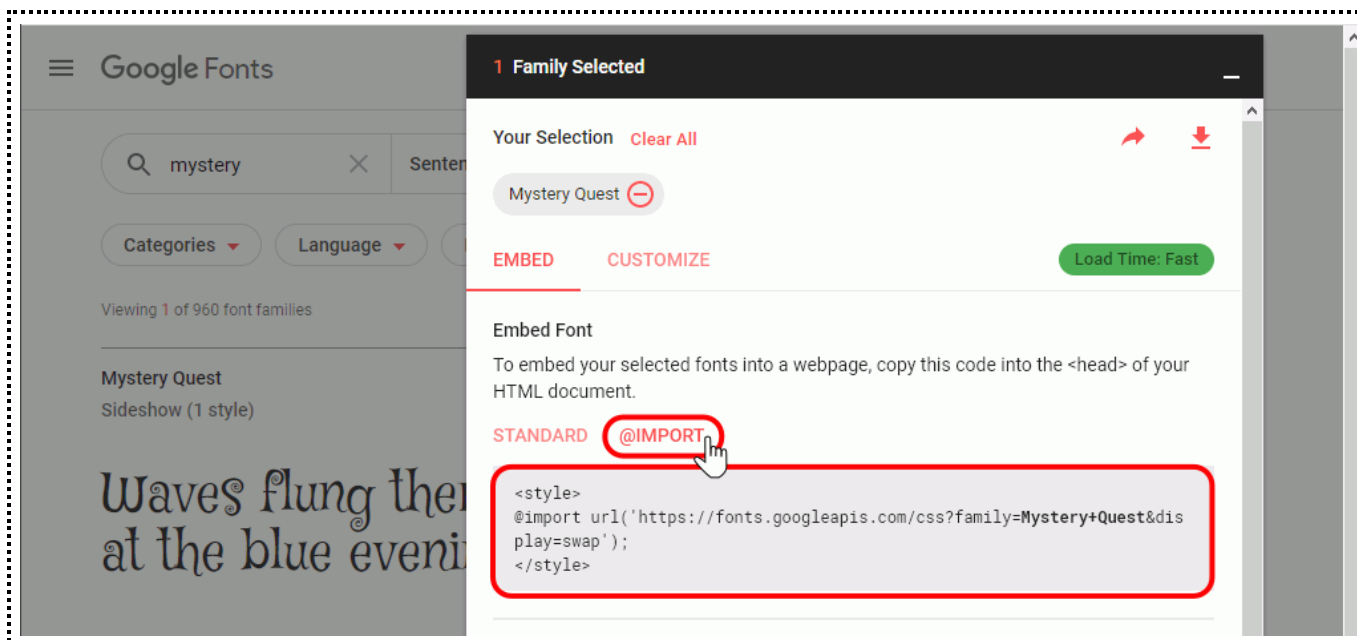 Google Fonts
1 Family Selected
Your Selection Clear All
mystery
Senten
Mystery Quest
Categories
Language
EMBED CUSTOMIZE
Load Time: Fast
Viewing 1 of 960 font families
Embed Font
To embed your selected fonts into a webpage, copy this code into the <head> of your
HTML document.
Mystery Quest
Sideshow (1 style)
STANDARD @IMPORT
Waves flung the
at the blue eveni
<style>
@import url('https://fonts.googleapis.com/css?family=Mystery+Quest&dis
play=swap');
</style>